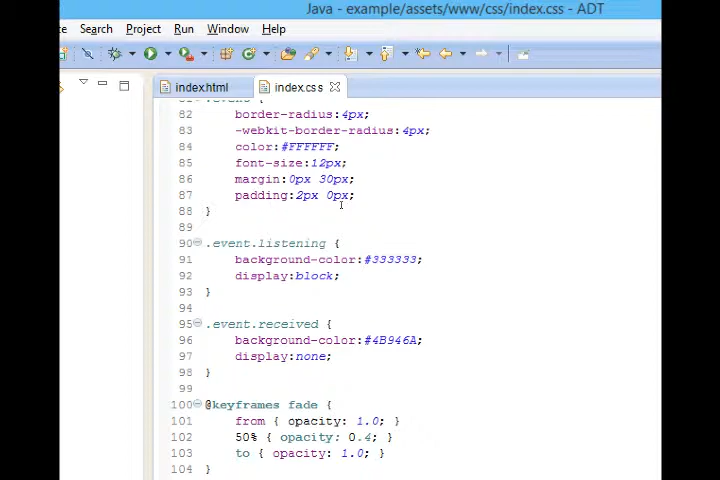 Java - example/assets/www/css/index.css - ADT
Search Project Run Window Help
index.html index.css
82 border-radius:4px;
83 -webkit-border-radius:4px;
84 color:#FFFFFF;
85 font-size:12px;
86 margin:0px 30px;
87 padding:2px 0px;
88 }
89
90 .event.listening {
91 background-color:#333333;
92 display:block;
93 }
94
95 .event.received {
96 background-color:#4B946A;
97 display:none;
98 }
99
100 @keyframes fade {
101 from { opacity: 1.0; }
102 50% { opacity: 0.4; }
103 to { opacity: 1.0; }
104 }